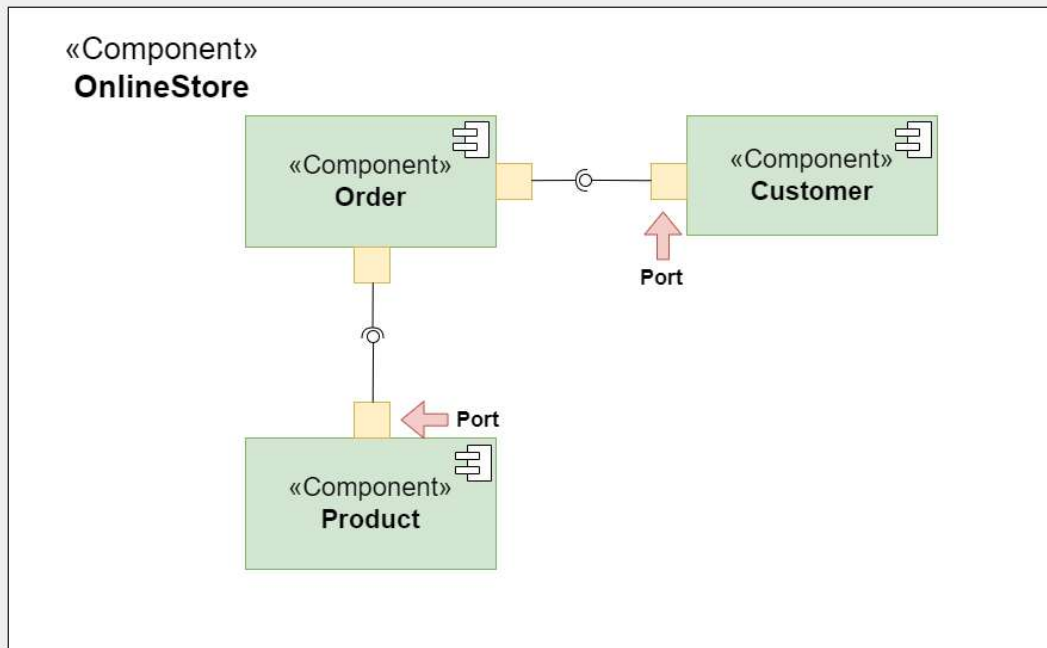 «Component»
OnlineStore
«Component»
Order
«Component»
Customer
Port
Port
«Component»
Product